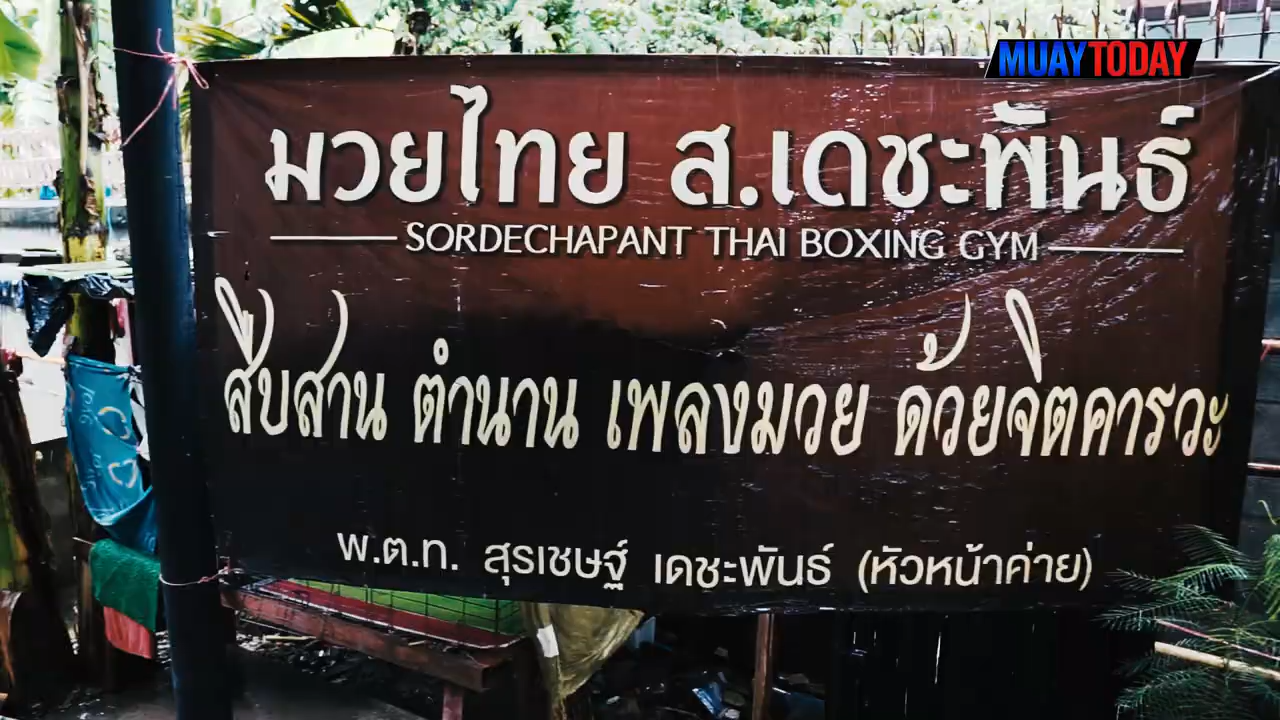 MUAYTODAY
มวยไทย ส.เดชะพันธ์
SORDECHAPANT THAI BOXING GYM
สืบสาน ตำนาน เพลงมวย ด้วยจิตคารวะ
พ.ต.ท. สุรเชษฐ์ เดชะพันธ์ (หัวหน้าค่าย)